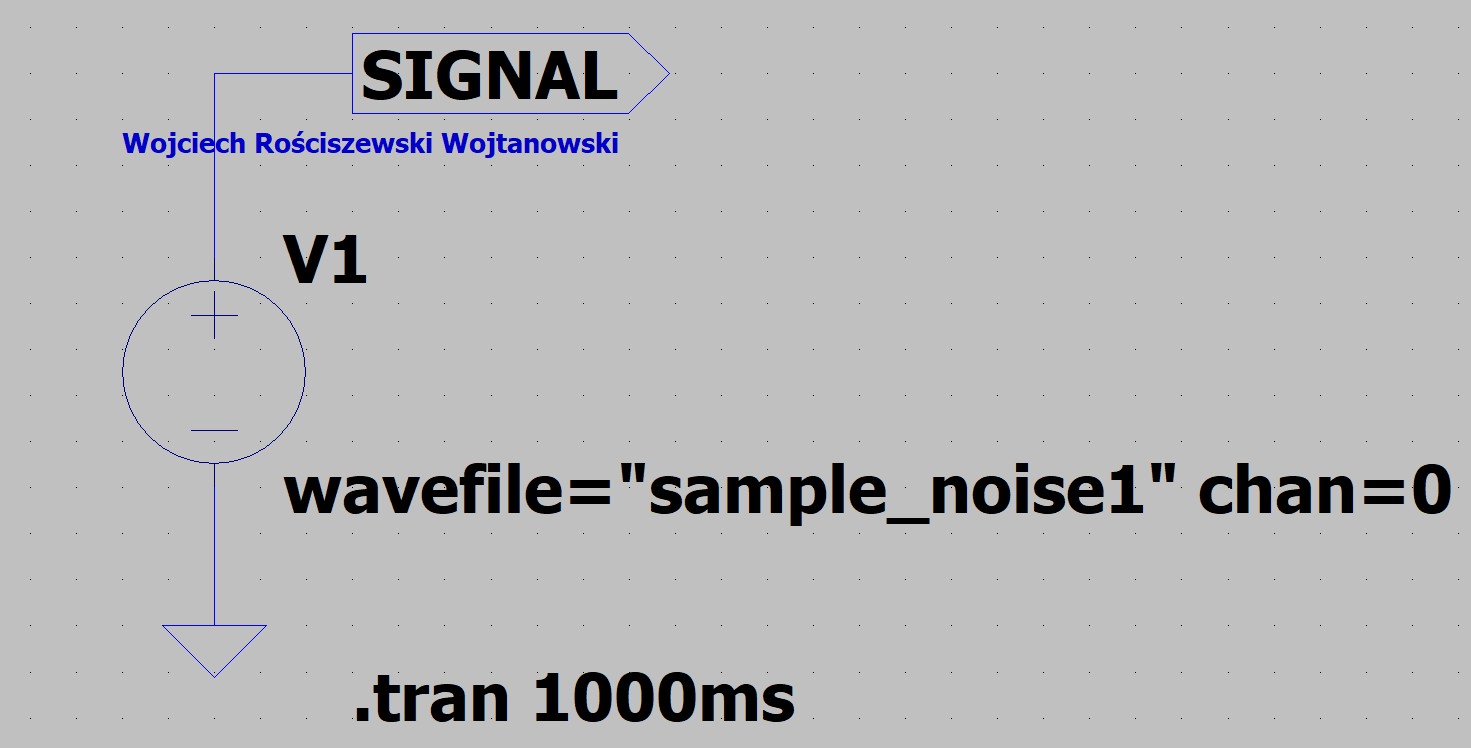 SIGNAL
Wojciech Rościszewski Wojtanowski
V1
wavefile="sample_noise1" chan=0
.tran 1000ms